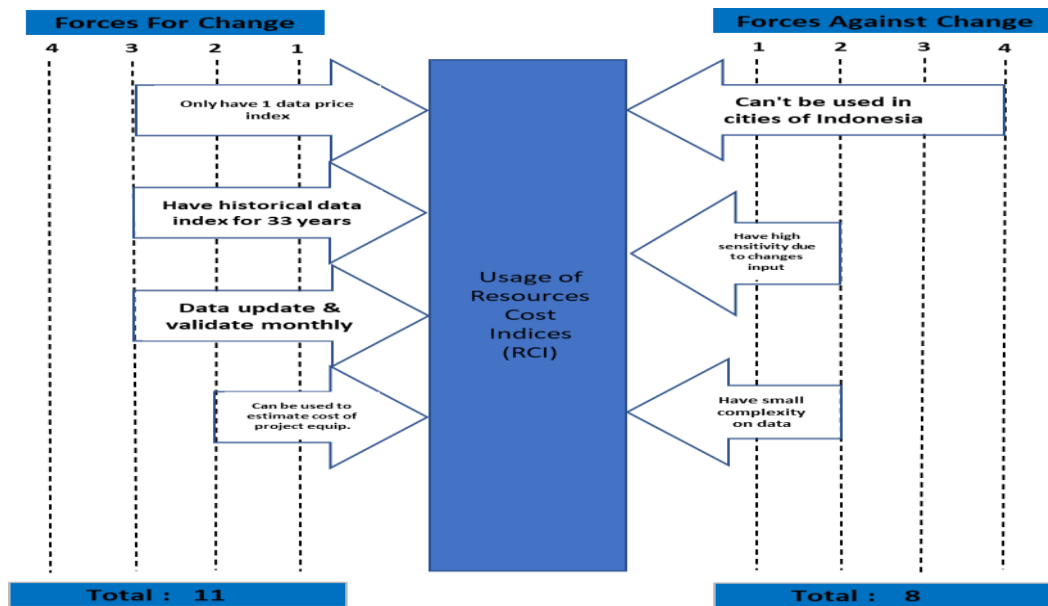 Forces For Change
Forces Against Change
4 3 2 1
1 2 3 4
Only have 1 data price
index
Have historical data
index for 33 years
Data update &
validate monthly
Can be used to
estimate cost of
project equip.
Usage of
Resources
Cost
Indices
(RCI)
Can't be used in
cities of Indonesia
Have high
sensitivity due
to changes
input
Have small
complexity
on data
Total : 11
Total : 8